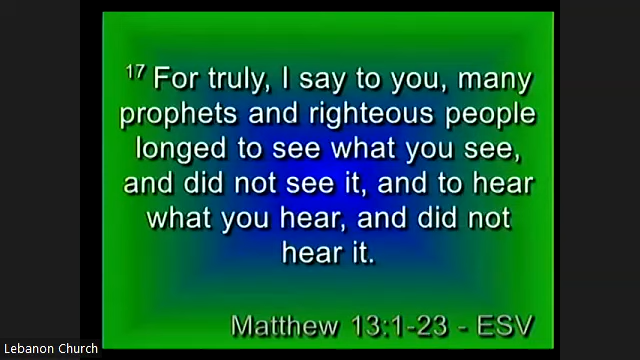 17 For truly, I say to you, many
prophets and righteous people
longed to see what you see,
and did not see it, and to hear
what you hear, and did not
hear it.
Matthew 13:1-23 - ESV
Lebanon Church